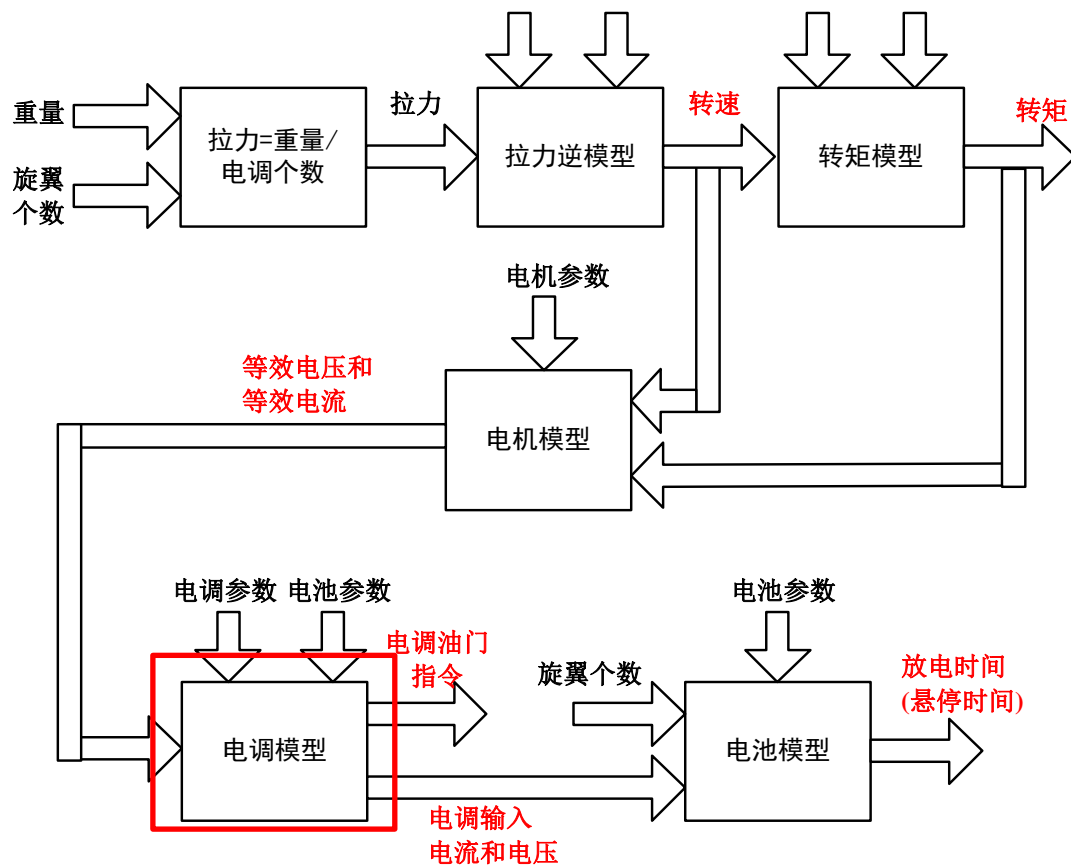 重量
旋翼
个数
拉力=重量/
电调个数
拉力
拉力逆模型
转速
转矩模型
转矩
电机参数
等效电压和
等效电流
电机模型
电调参数
电池参数
电调油门
指令
电调模型
电调输入
电流和电压
旋翼个数
电池参数
电池模型
放电时间
(悬停时间)